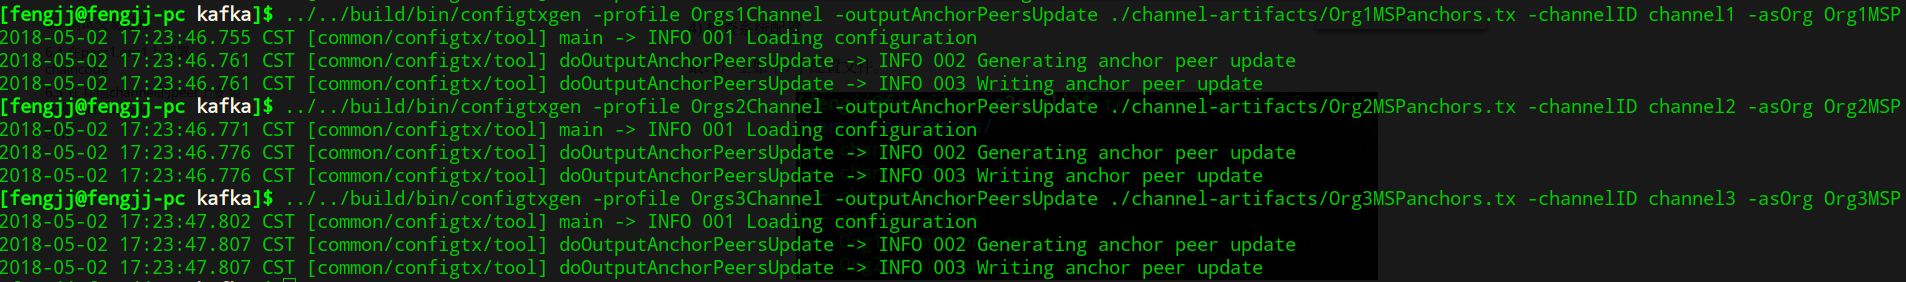 [fengjj@fengjj-pc kafka]$ ../../build/bin/configtxgen -profile Orgs1Channel -outputAnchorPeersUpdate ./channel-artifacts/Org1MSPanchors.tx -channelID channel1 -asOrg Org1MSP
2018-05-02 17:23:46.755 CST [common/configtx/tool] main -> INFO 001 Loading configuration
2018-05-02 17:23:46.761 CST [common/configtx/tool] doOutputAnchorPeersUpdate -> INFO 002 Generating anchor peer update
2018-05-02 17:23:46.761 CST [common/configtx/tool] doOutputAnchorPeersUpdate -> INFO 003 Writing anchor peer update
[fengjj@fengjj-pc kafka]$ ../../build/bin/configtxgen -profile Orgs2Channel -outputAnchorPeersUpdate ./channel-artifacts/Org2MSPanchors.tx -channelID channel2 -asOrg Org2MSP
2018-05-02 17:23:46.771 CST [common/configtx/tool] main -> INFO 001 Loading configuration
2018-05-02 17:23:46.776 CST [common/configtx/tool] doOutputAnchorPeersUpdate -> INFO 002 Generating anchor peer update
2018-05-02 17:23:46.776 CST [common/configtx/tool] doOutputAnchorPeersUpdate -> INFO 003 Writing anchor peer update
[fengjj@fengjj-pc kafka]$ ../../build/bin/configtxgen -profile Orgs3Channel -outputAnchorPeersUpdate ./channel-artifacts/Org3MSPanchors.tx -channelID channel3 -asOrg Org3MSP
2018-05-02 17:23:47.802 CST [common/configtx/tool] main -> INFO 001 Loading configuration
2018-05-02 17:23:47.807 CST [common/configtx/tool] doOutputAnchorPeersUpdate -> INFO 002 Generating anchor peer update
2018-05-02 17:23:47.807 CST [common/configtx/tool] doOutputAnchorPeersUpdate -> INFO 003 Writing anchor peer update